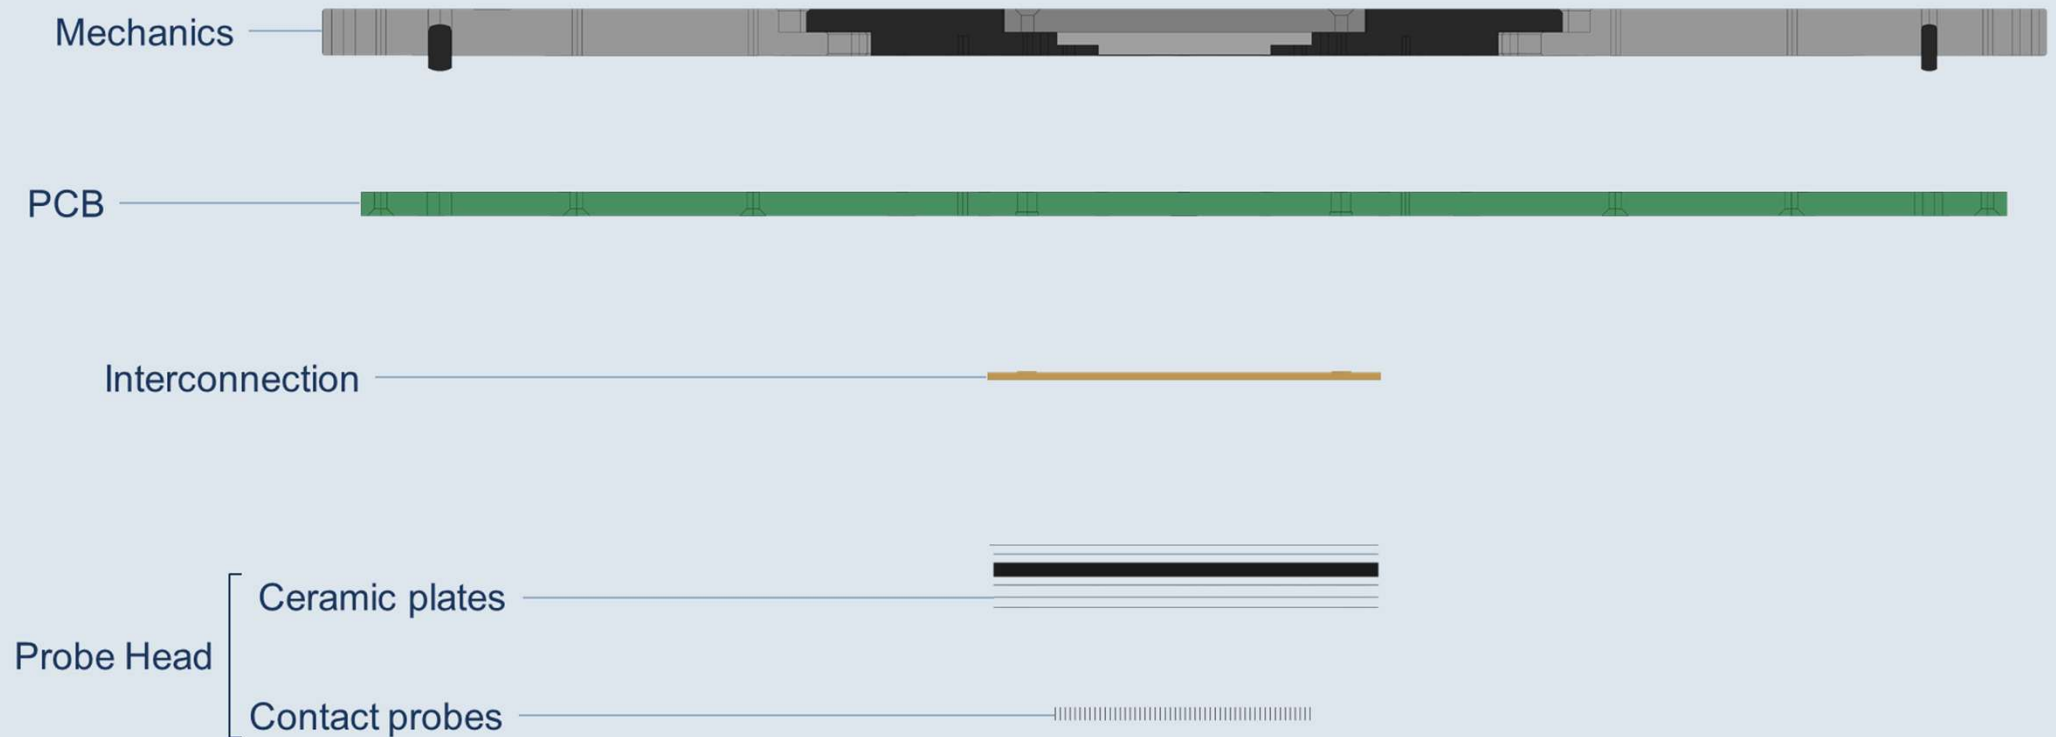 Mechanics
PCB
Interconnection
Ceramic plates
Probe Head
Contact probes